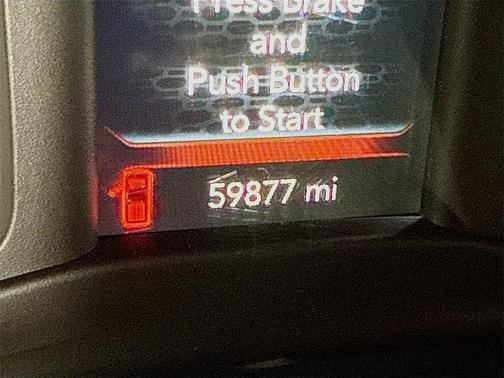 Press Brake
and
Push Button
to Start
59877 mi